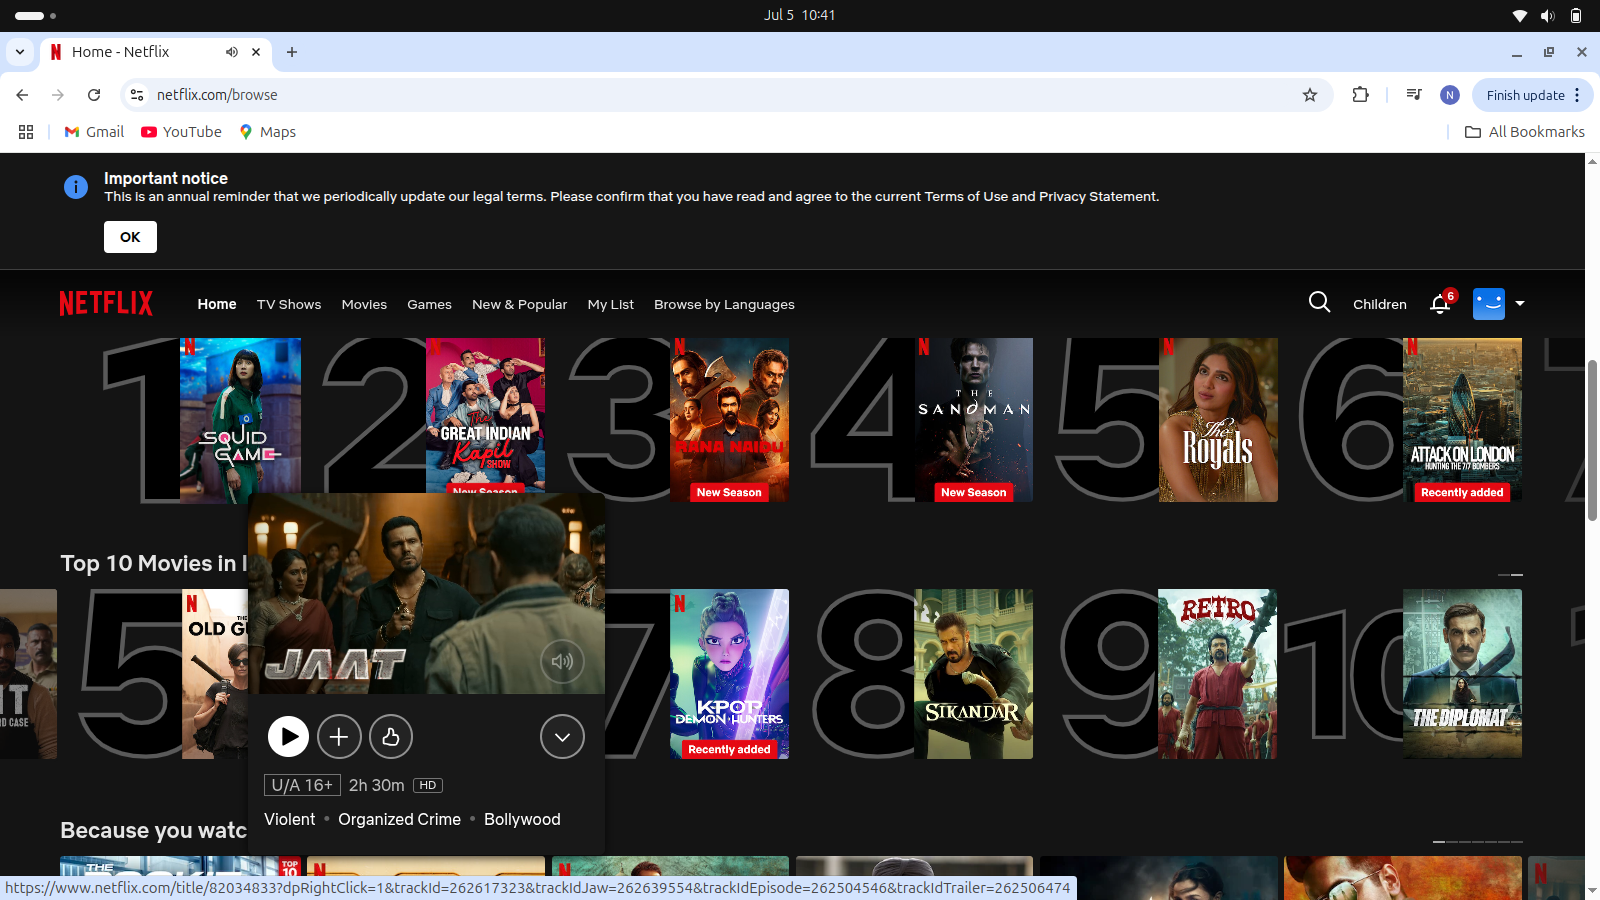 Jul 5 10:41
Home - Netflix
netflix.com/browse
N
Finish update
Gmail
YouTube
Maps
All Bookmarks
Important notice
This is an annual reminder that we periodically update our legal terms. Please confirm that you have read and agree to the current Terms of Use and Privacy Statement.
OK
NETFLIX
Home
TV Shows
Movies
Games
New & Popular
My List
Browse by Languages
Children
6
1
SQUID GAME
2
The GREAT INDIAN Kapil SHOW
New Season
3
RANA NAIDU
New Season
4
THE SANDMAN
New Season
5
The Royals
6
ATTACK ON LONDON
HUNTING THE 7/7 BOMBERS
Recently added
Top 10 Movies in
5
THE
OLD GU
JAAT
7
KPOP DEMON HUNTERS
Recently added
8
SIKANDAR
9
RETRO
10
THE DIPLOMAT
U/A 16+ 2h 30m HD
Violent • Organized Crime • Bollywood
Because you watc
THE
TOP 10
https://www.netflix.com/title/82034833?dpRightClick=1&trackId=262617323&trackIdJaw=262639554&trackIdEpisode=262504546&trackIdTrailer=262506474